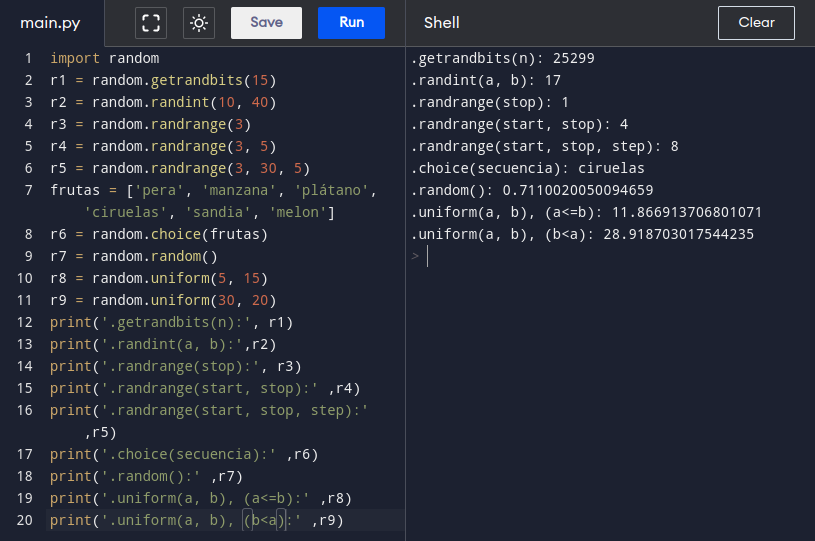 main.py Save Run Shell Clear
1 import random
2 r1 = random.getrandbits(15)
3 r2 = random.randint(10, 40)
4 r3 = random.randrange(3)
5 r4 = random.randrange(3, 5)
6 r5 = random.randrange(3, 30, 5)
7 frutas = ['pera', 'manzana', 'plátano',
'ciruelas', 'sandia', 'melon']
8 r6 = random.choice(frutas)
9 r7 = random.random()
10 r8 = random.uniform(5, 15)
11 r9 = random.uniform(30, 20)
12 print('.getrandbits(n):', r1)
13 print('.randint(a, b):',r2)
14 print('.randrange(stop):', r3)
15 print('.randrange(start, stop):' ,r4)
16 print('.randrange(start, stop, step):'
,r5)
17 print('.choice(secuencia):' ,r6)
18 print('.random():' ,r7)
19 print('.uniform(a, b), (a<=b):' ,r8)
20 print('.uniform(a, b), (b<a):' ,r9)
.getrandbits(n): 25299
.randint(a, b): 17
.randrange(stop): 1
.randrange(start, stop): 4
.randrange(start, stop, step): 8
.choice(secuencia): ciruelas
.random(): 0.7110020050094659
.uniform(a, b), (a<=b): 11.866913706801071
.uniform(a, b), (b<a): 28.918703017544235
>